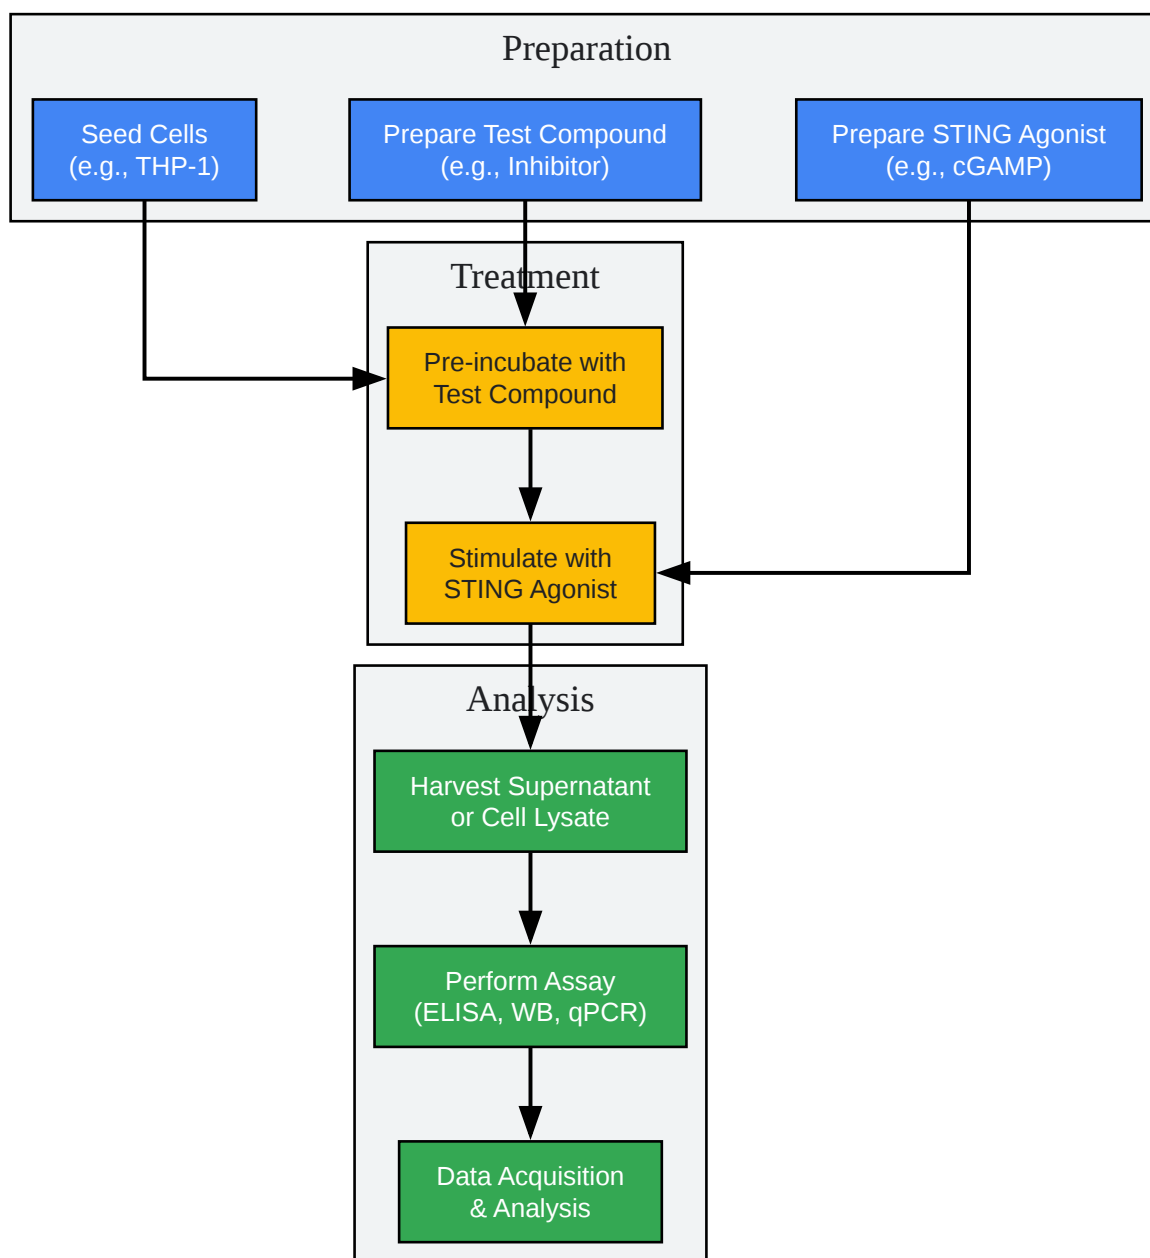 Preparation
Seed Cells
(e.g., THP-1)
Prepare Test Compound
(e.g., Inhibitor)
Prepare STING Agonist
(e.g., cGAMP)
Treatment
Pre-incubate with
Test Compound
Stimulate with
STING Agonist
Analysis
Harvest Supernatant
or Cell Lysate
Perform Assay
(ELISA, WB, qPCR)
Data Acquisition
& Analysis